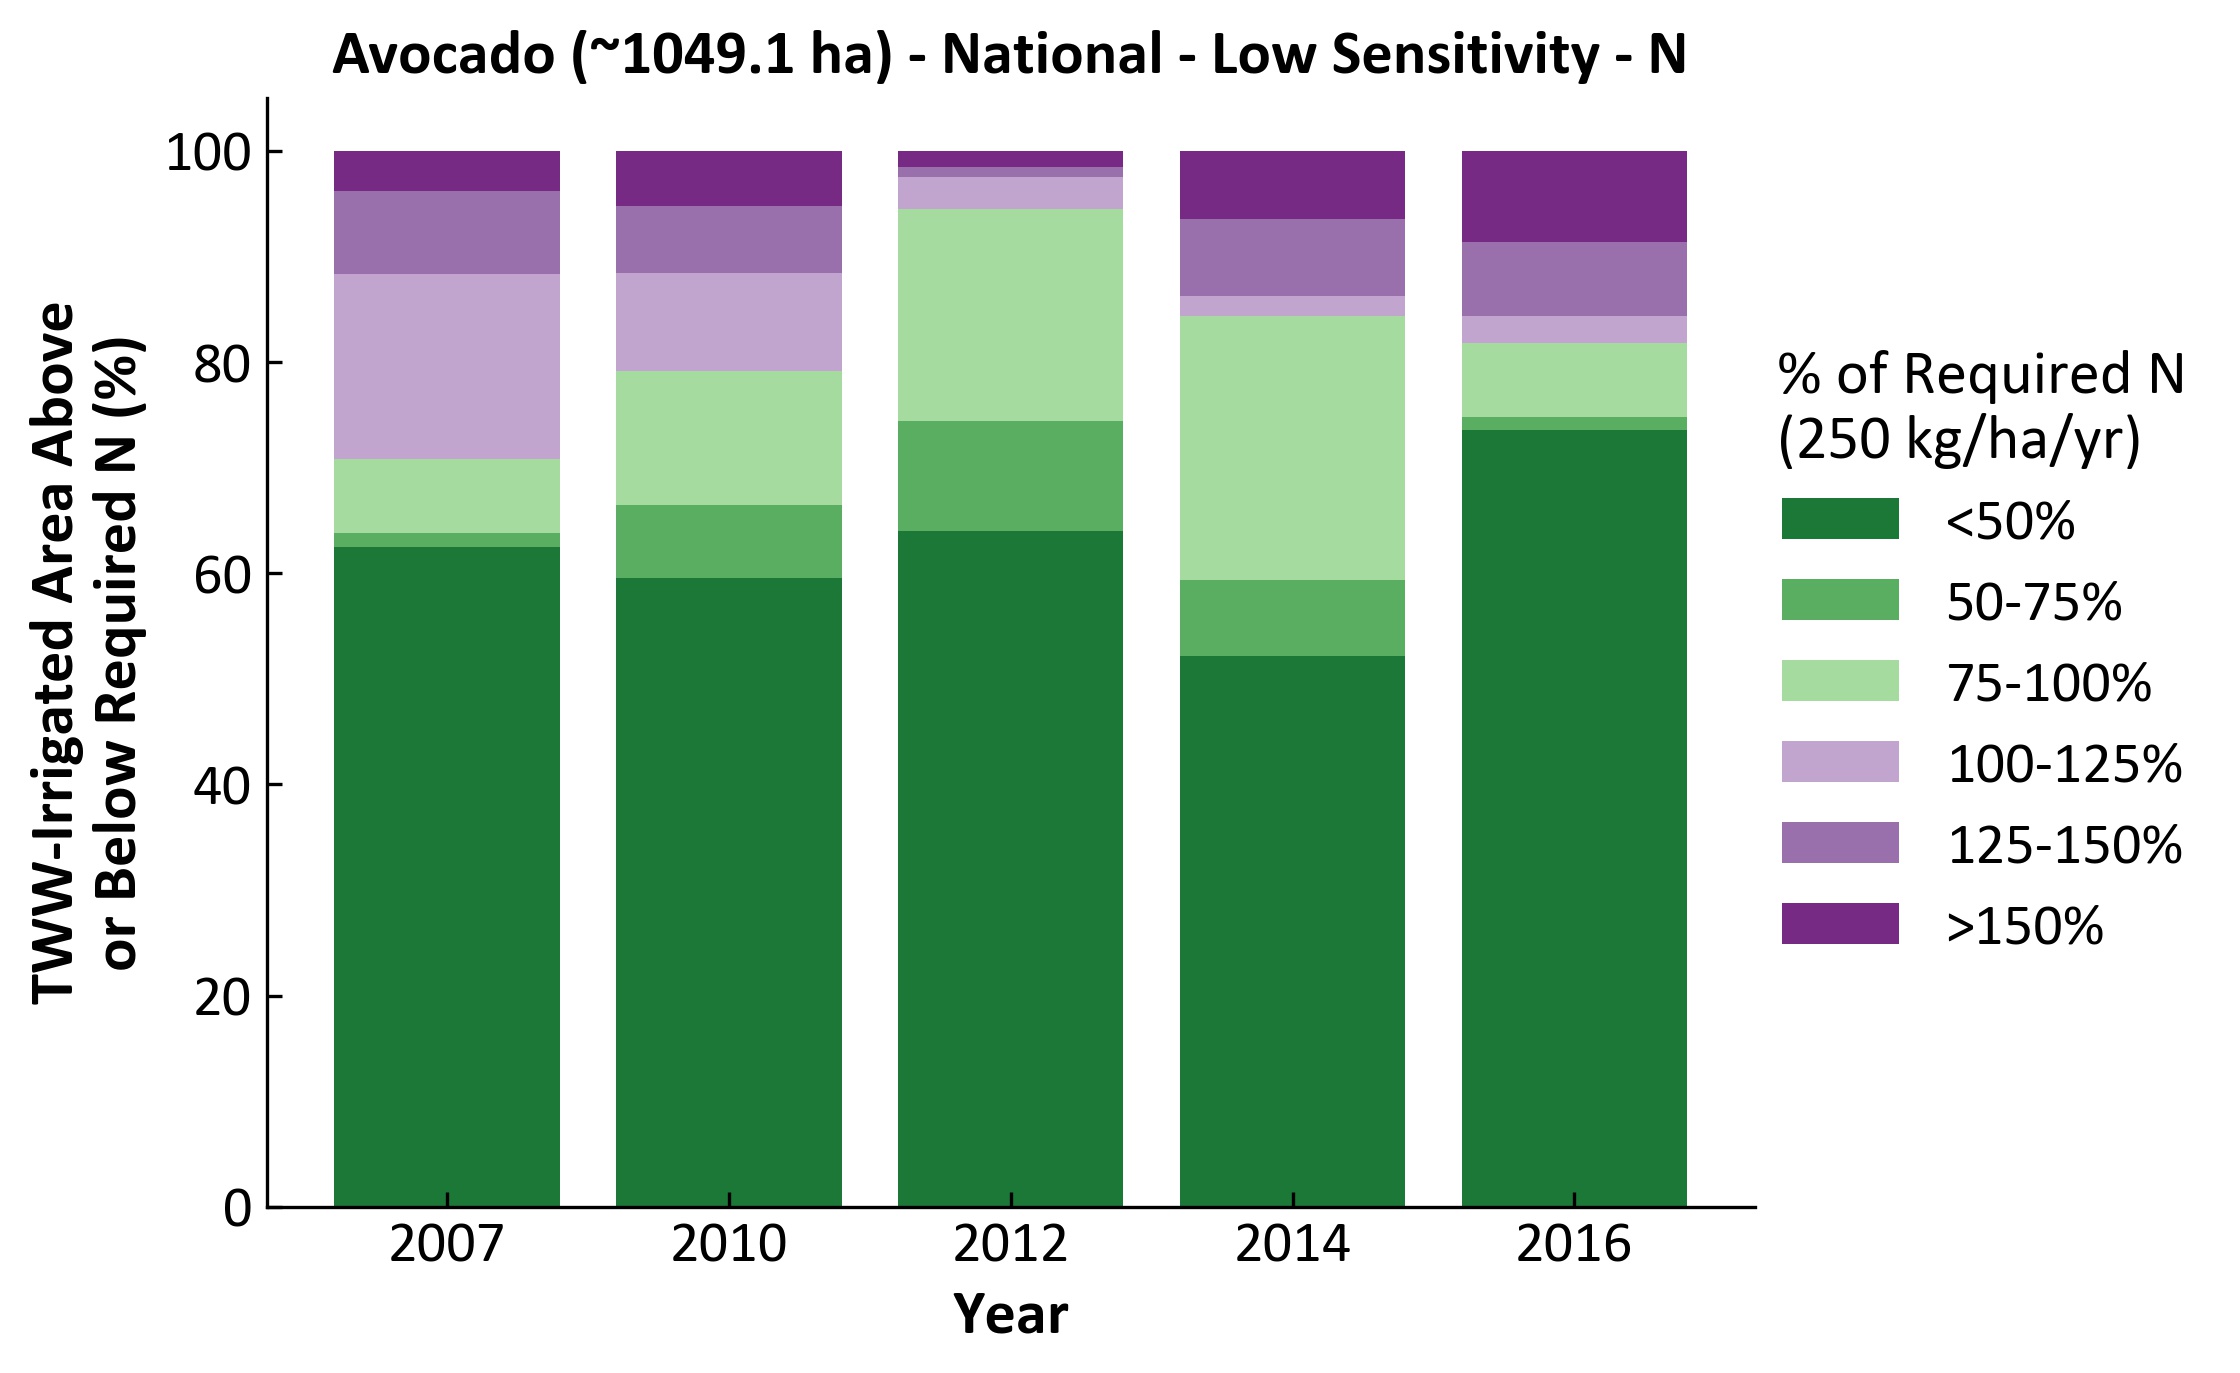 Avocado (~1049.1 ha) - National - Low Sensitivity - N
TWW-Irrigated Area Above
or Below Required N (%)
100
80
60
40
20
0
2007 2010 2012 2014 2016
Year
% of Required N
(250 kg/ha/yr)
<50%
50-75%
75-100%
100-125%
125-150%
>150%